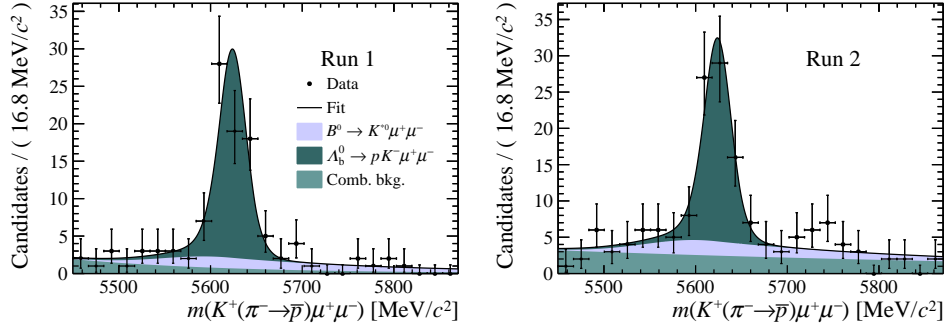 Candidates / ( 16.8 MeV/c²)
35
30
25
20
15
10
5
0
Run 1
Data
Fit
B⁰ → K*⁰μ⁺μ⁻
Λ⁰_b → pK⁻μ⁺μ⁻
Comb. bkg.
5500 5600 5700 5800
m(K⁺(π⁻→p̅)μ⁺μ⁻) [MeV/c²]
Candidates / ( 16.8 MeV/c²)
35
30
25
20
15
10
5
0
Run 2
5500 5600 5700 5800
m(K⁺(π⁻→p̅)μ⁺μ⁻) [MeV/c²]